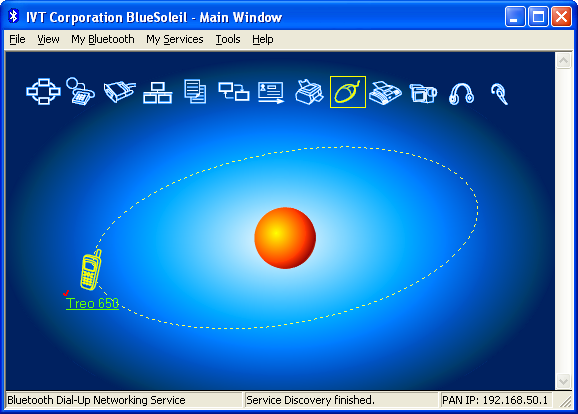 IVT Corporation BlueSoleil - Main Window
File View My Bluetooth My Services Tools Help
Treo 650
Bluetooth Dial-Up Networking Service Service Discovery finished. PAN IP: 192.168.50.1